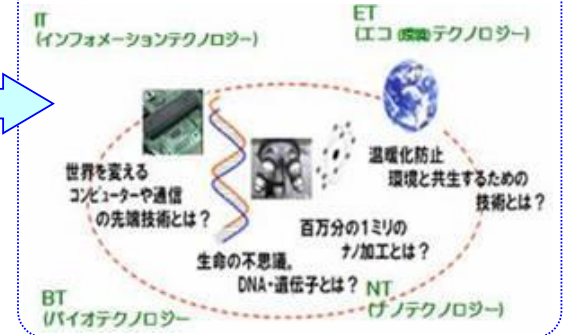 IT
(インフォメーションテクノロジー)
ET
(エコ(環境)テクノロジー)
世界を変える
コンピューターや通信
の先端技術とは？
温暖化防止
環境と共生するための
技術とは？
百万分の1ミリの
ナノ加工とは？
生命の不思議。
DNA・遺伝子とは？
BT
(バイオテクノロジー
NT
(ナノテクノロジー)